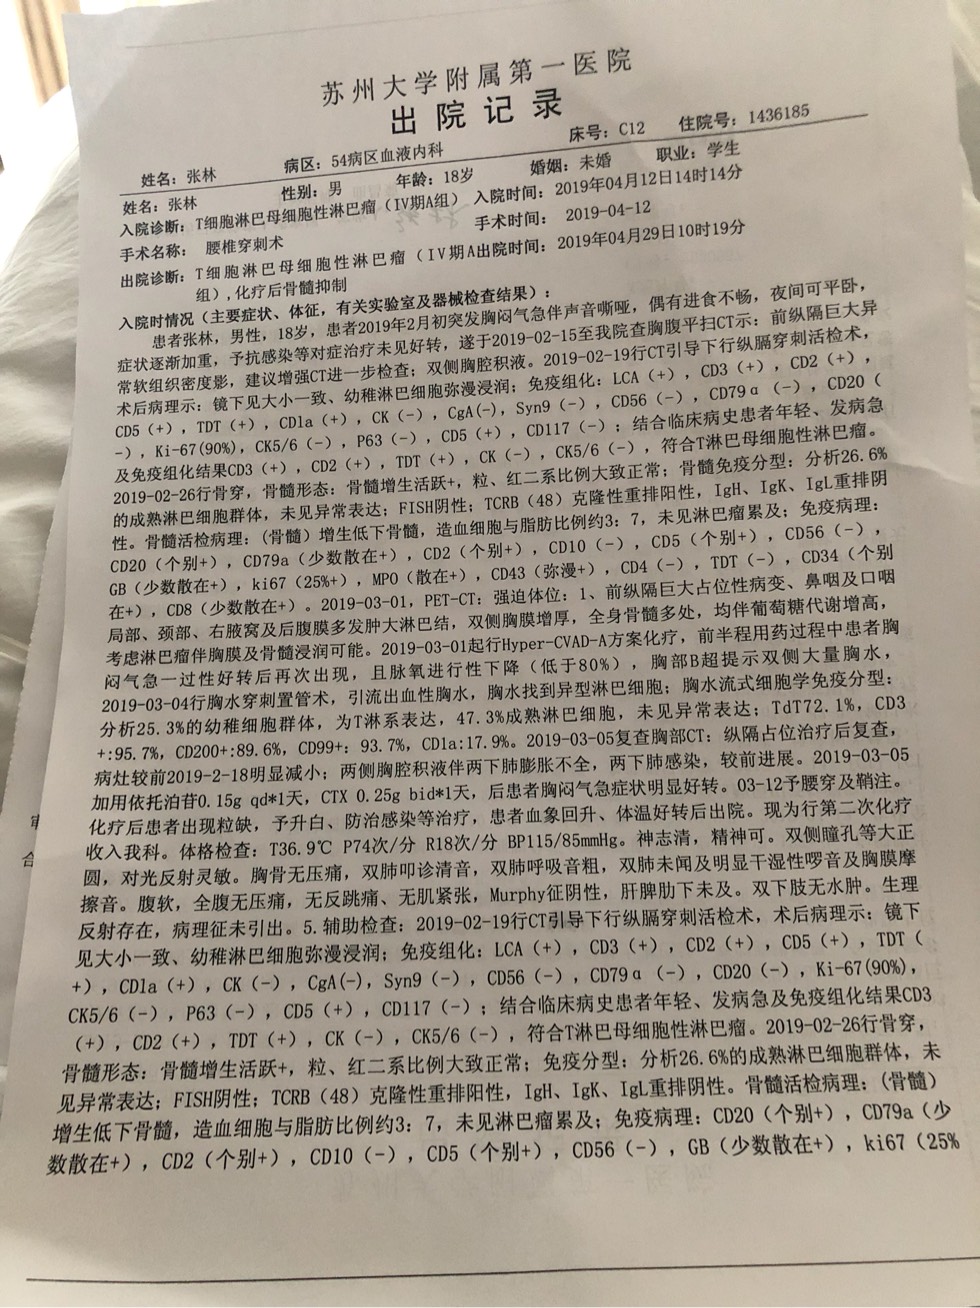 苏州大学附属第一医院
出院记录
姓名：张林 病区：54病区血液内科 床号：C12 住院号：1436185
姓名：张林 性别：男 年龄：18岁 婚姻：未婚 职业：学生
入院诊断：T细胞淋巴母细胞性淋巴瘤（IV期A组） 入院时间：2019年04月12日14时14分
手术名称： 腰椎穿刺术 手术时间： 2019-04-12
出院诊断：T细胞淋巴母细胞性淋巴瘤（IV期A出院时间：2019年04月29日10时19分
组）,化疗后骨髓抑制
入院时情况（主要症状、体征，有关实验室及器械检查结果）：
患者张林，男性，18岁，患者2019年2月初突发胸闷气急伴声音嘶哑，偶有进食不畅，夜间可平卧，
症状逐渐加重，予抗感染等对症治疗未见好转，遂于2019-02-15至我院查胸腹平扫CT示：前纵隔巨大异
常软组织密度影，建议增强CT进一步检查；双侧胸腔积液。2019-02-19行CT引导下行纵膈穿刺活检术，
术后病理示：镜下见大小一致、幼稚淋巴细胞弥漫浸润；免疫组化：LCA（+），CD3（+），CD2（+），
CD5（+），TDT（+），CD1a（+），CK（-），CgA(-)，Syn9（-），CD56（-），CD79α（-），CD20（
-），Ki-67(90%)，CK5/6（-），P63（-），CD5（+），CD117（-）；结合临床病史患者年轻、发病急
及免疫组化结果CD3（+），CD2（+），TDT（+），CK（-），CK5/6（-），符合T淋巴母细胞性淋巴瘤。
2019-02-26行骨穿，骨髓形态：骨髓增生活跃+，粒、红二系比例大致正常；骨髓免疫分型：分析26.6%
的成熟淋巴细胞群体，未见异常表达；FISH阴性；TCRB（48）克隆性重排阳性，IgH、IgK、IgL重排阴
性。骨髓活检病理：(骨髓）增生低下骨髓，造血细胞与脂肪比例约3：7，未见淋巴瘤累及；免疫病理：
CD20（个别+），CD79a（少数散在+），CD2（个别+），CD10（-），CD5（个别+），CD56（-），
GB（少数散在+），ki67（25%+），MPO（散在+），CD43（弥漫+），CD4（-），TDT（-），CD34（个别
在+），CD8（少数散在+）。2019-03-01，PET-CT：强迫体位：1、前纵隔巨大占位性病变、鼻咽及口咽
局部、颈部、右腋窝及后腹膜多发肿大淋巴结，双侧胸膜增厚，全身骨髓多处，均伴葡萄糖代谢增高，
考虑淋巴瘤伴胸膜及骨髓浸润可能。2019-03-01起行Hyper-CVAD-A方案化疗，前半程用药过程中患者胸
闷气急一过性好转后再次出现，且脉氧进行性下降（低于80%），胸部B超提示双侧大量胸水，
2019-03-04行胸水穿刺置管术，引流出血性胸水，胸水找到异型淋巴细胞；胸水流式细胞学免疫分型：
分析25.3%的幼稚细胞群体，为T淋系表达，47.3%成熟淋巴细胞，未见异常表达；TdT72.1%，CD3
+:95.7%，CD200+:89.6%，CD99+：93.7%，CD1a:17.9%。2019-03-05复查胸部CT：纵隔占位治疗后复查，
病灶较前2019-2-18明显减小；两侧胸腔积液伴两下肺膨胀不全，两下肺感染，较前进展。2019-03-05
加用依托泊苷0.15g qd*1天，CTX 0.25g bid*1天，后患者胸闷气急症状明显好转。03-12予腰穿及鞘注。
化疗后患者出现粒缺，予升白、防治感染等治疗，患者血象回升、体温好转后出院。现为行第二次化疗
收入我科。体格检查：T36.9℃ P74次/分 R18次/分 BP115/85mmHg。神志清，精神可。双侧瞳孔等大正
圆，对光反射灵敏。胸骨无压痛，双肺叩诊清音，双肺呼吸音粗，双肺未闻及明显干湿性啰音及胸膜摩
擦音。腹软，全腹无压痛，无反跳痛、无肌紧张，Murphy征阴性，肝脾肋下未及。双下肢无水肿。生理
反射存在，病理征未引出。5.辅助检查：2019-02-19行CT引导下行纵膈穿刺活检术，术后病理示：镜下
见大小一致、幼稚淋巴细胞弥漫浸润；免疫组化：LCA（+），CD3（+），CD2（+），CD5（+），TDT（
+），CD1a（+），CK（-），CgA(-)，Syn9（-），CD56（-），CD79α（-），CD20（-），Ki-67(90%)，
CK5/6（-），P63（-），CD5（+），CD117（-）；结合临床病史患者年轻、发病急及免疫组化结果CD3
（+），CD2（+），TDT（+），CK（-），CK5/6（-），符合T淋巴母细胞性淋巴瘤。2019-02-26行骨穿，
骨髓形态：骨髓增生活跃+，粒、红二系比例大致正常；免疫分型：分析26.6%的成熟淋巴细胞群体，未
见异常表达；FISH阴性；TCRB（48）克隆性重排阳性，IgH、IgK、IgL重排阴性。骨髓活检病理：(骨髓）
增生低下骨髓，造血细胞与脂肪比例约3：7，未见淋巴瘤累及；免疫病理：CD20（个别+），CD79a（少
数散在+），CD2（个别+），CD10（-），CD5（个别+），CD56（-），GB（少数散在+），ki67（25%